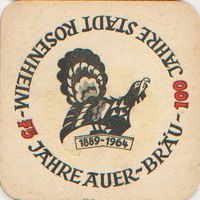 75 JAHRE AUER-BRÄU - 100 JAHRE STADT ROSENHEIM -
1889-1964